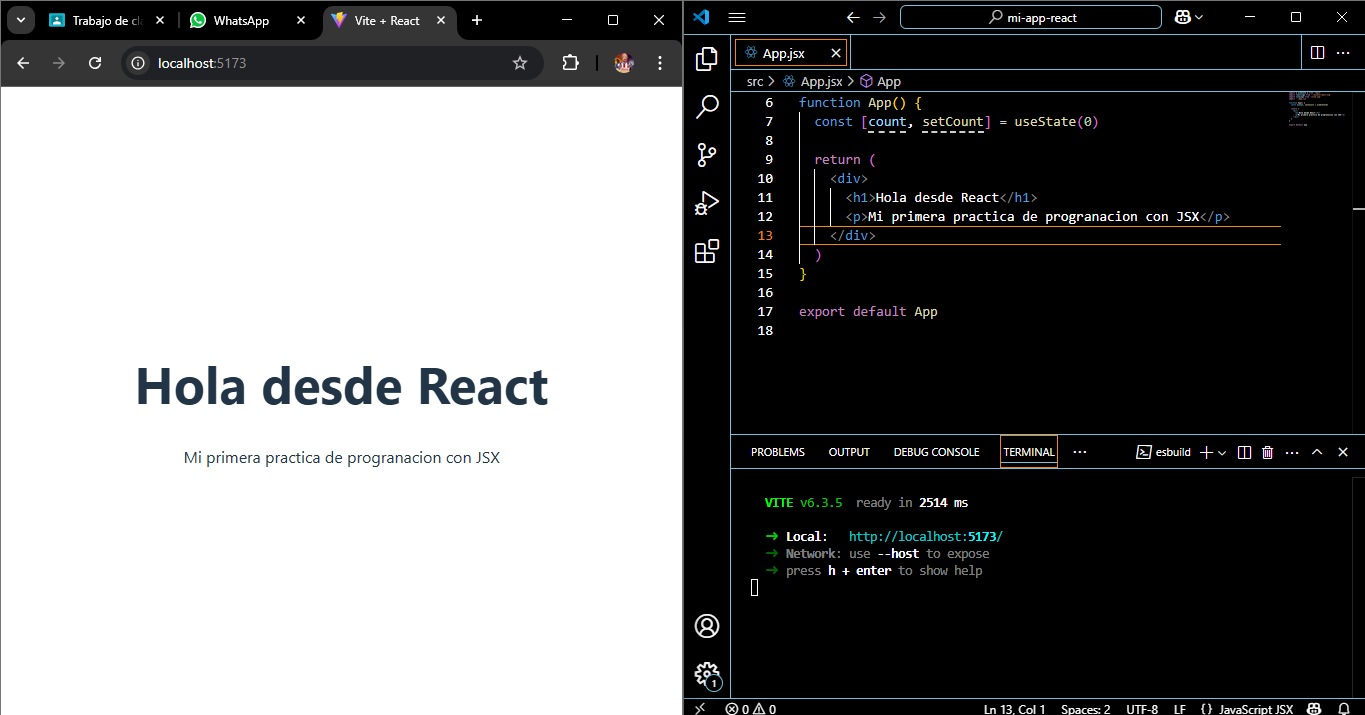 Trabajo de cl
WhatsApp
Vite + React
localhost:5173
Hola desde React
Mi primera practica de progranacion con JSX
mi-app-react
App.jsx
src > App.jsx > App
6 function App() {
7 const [count, setCount] = useState(0)
8
9 return (
10 <div>
11 <h1>Hola desde React</h1>
12 <p>Mi primera practica de progranacion con JSX</p>
13 </div>
14 )
15 }
16
17 export default App
18
PROBLEMS OUTPUT DEBUG CONSOLE TERMINAL ··· esbuild
VITE v6.3.5 ready in 2514 ms
➜ Local: http://localhost:5173/
➜ Network: use --host to expose
➜ press h + enter to show help
1
0 0 Ln 13, Col 1 Spaces: 2 UTF-8 LF {} JavaScript JSX